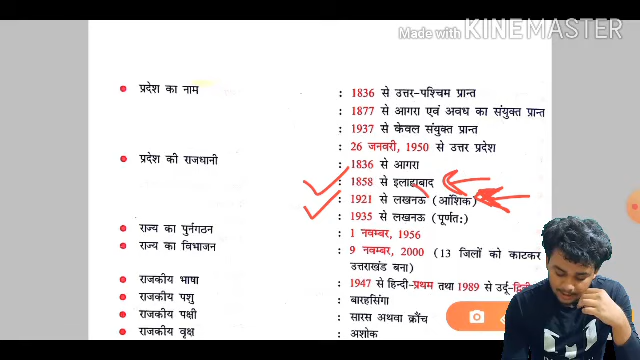 Made with KINEMASTER
प्रदेश का नाम : 1836 से उत्तर-पश्चिम प्रान्त
: 1877 से आगरा एवं अवध का संयुक्त प्रान्त
: 1937 से केवल संयुक्त प्रान्त
: 26 जनवरी, 1950 से उत्तर प्रदेश
प्रदेश की राजधानी : 1836 से आगरा
: 1858 से इलाहाबाद
: 1921 से लखनऊ (आंशिक)
: 1935 से लखनऊ (पूर्णतः)
राज्य का पुर्नगठन : 1 नवम्बर, 1956
राज्य का विभाजन : 9 नवम्बर, 2000 (13 जिलों को काटकर
उत्तराखंड बना)
राजकीय भाषा : 1947 से हिन्दी-प्रथम तथा 1989 से उर्दू-
राजकीय पशु : बारहसिंगा
राजकीय पक्षी : सारस अथवा क्रौंच
राजकीय वृक्ष : अशोक